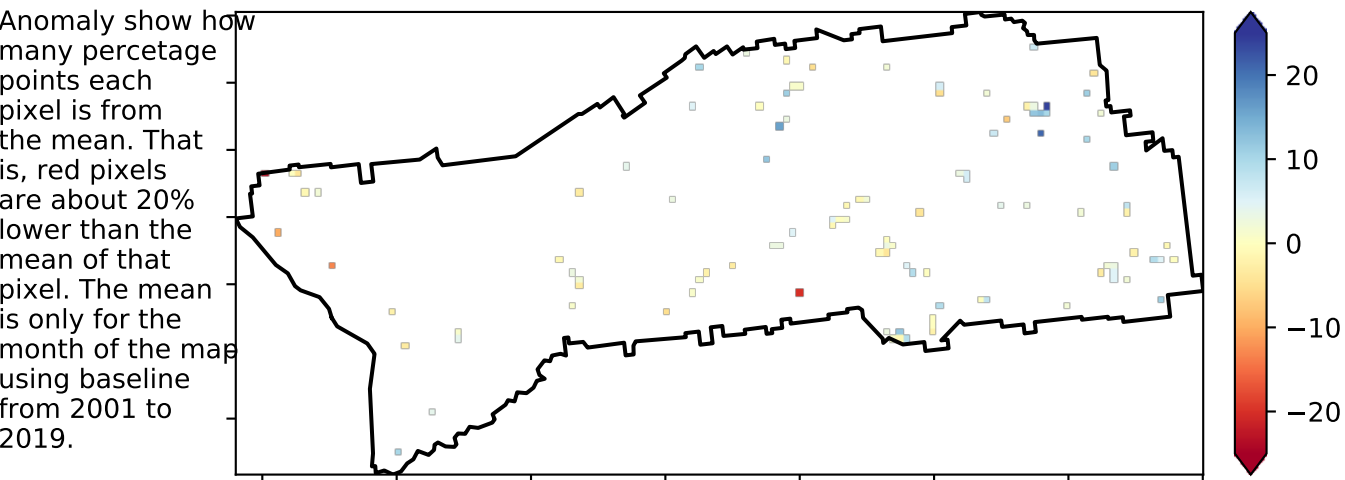 Anomaly show how
many percetage
points each
pixel is from
the mean. That
is, red pixels
are about 20%
lower than the
mean of that
pixel. The mean
is only for the
month of the map
using baseline
from 2001 to
2019.
20
10
0
−10
−20